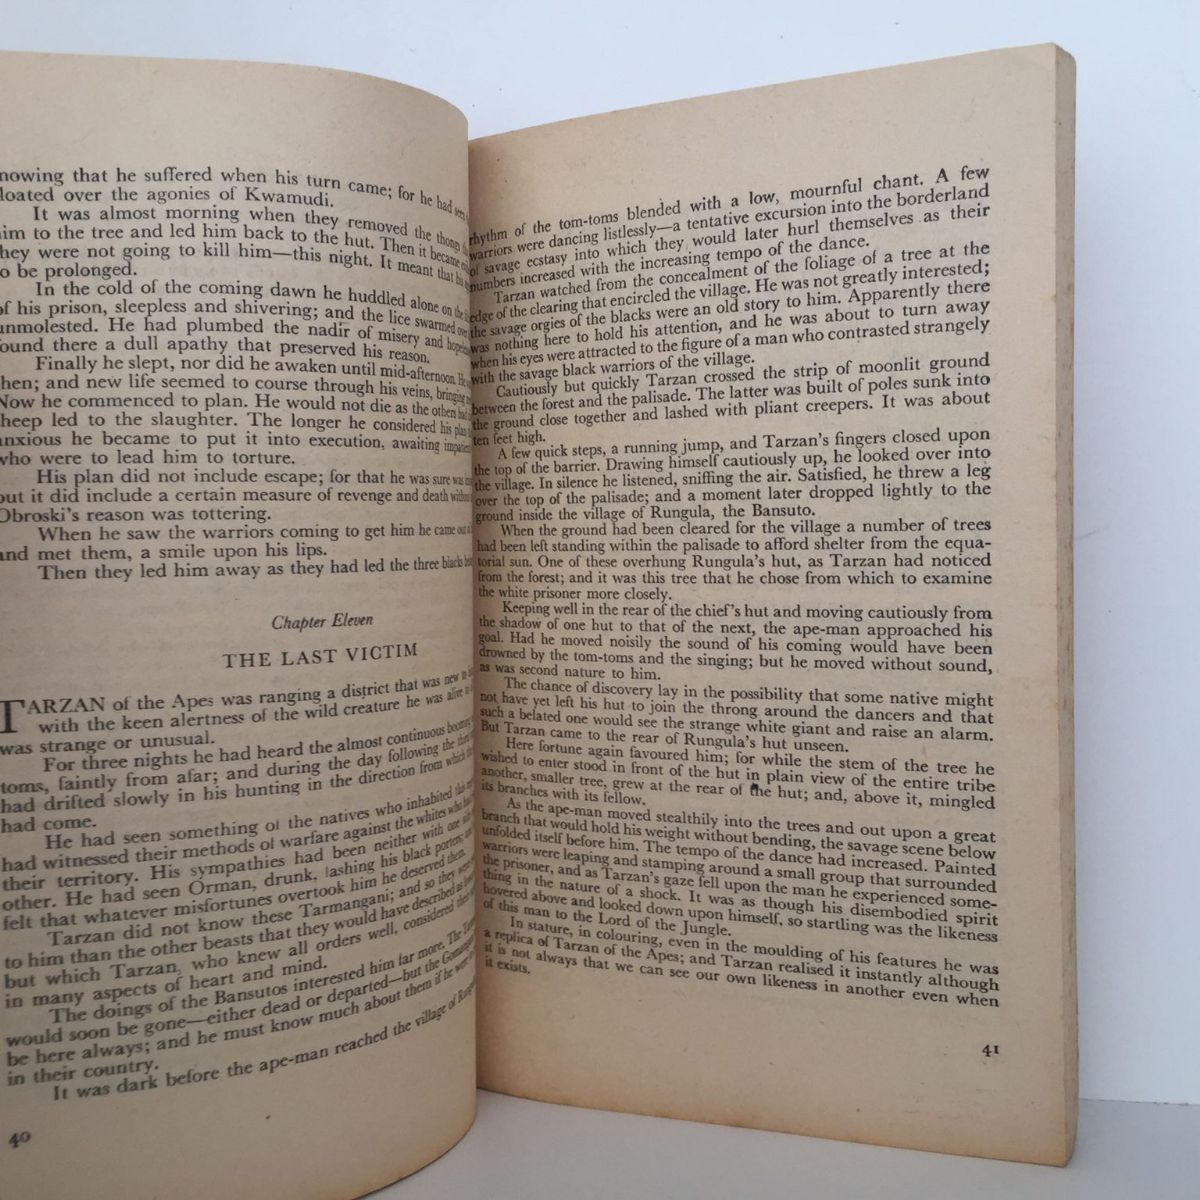 nowing that he suffered when his turn came; for he had seen
loated over the agonies of Kwamudi.
It was almost morning when they removed the thongs
him to the tree and led him back to the hut. Then it became
they were not going to kill him—this night. It meant that his
to be prolonged.
In the cold of the coming dawn he huddled alone on the
of his prison, sleepless and shivering; and the lice swarmed over
unmolested. He had plumbed the nadir of misery and
found there a dull apathy that preserved his reason.
Finally he slept, nor did he awaken until mid-afternoon. He
then; and new life seemed to course through his veins, bringing
Now he commenced to plan. He would not die as the others had
sheep led to the slaughter. The longer he considered his plan
anxious he became to put it into execution, awaiting
who were to lead him to torture.
His plan did not include escape; for that he was sure was
but it did include a certain measure of revenge and death without
Obroski's reason was tottering.
When he saw the warriors coming to get him he came out
and met them, a smile upon his lips.
Then they led him away as they had led the three blacks
Chapter Eleven
THE LAST VICTIM
TARZAN of the Apes was ranging a district that was new to
with the keen alertness of the wild creature he was alive to
was strange or unusual.
For three nights he had heard the almost continuous booming
toms, faintly from afar; and during the day following the third
had drifted slowly in his hunting in the direction from which
had come.
He had seen something of the natives who inhabited this
had witnessed their methods of warfare against the whites who had
their territory. His sympathies had been neither with one
other. He had seen Orman, drunk, lashing his black porters;
felt that whatever misfortunes overtook him he deserved them.
Tarzan did not know these Tarmangani; and so they were
to him than the other beasts that they would have described as
but which Tarzan, who knew all orders well, considered their
in many aspects of heart and mind.
The doings of the Bansutos interested him far more. The
would soon be gone—either dead or departed—but the
be here always; and he must know much about them if he were
in their country.
It was dark before the ape-man reached the village of
40
rhythm of the tom-toms blended with a low, mournful chant. A few
warriors were dancing listlessly—a tentative excursion into the borderland
of savage ecstasy into which they would later hurl themselves as their
numbers increased with the increasing tempo of the dance.
Tarzan watched from the concealment of the foliage of a tree at the
edge of the clearing that encircled the village. He was not greatly interested;
the savage orgies of the blacks were an old story to him. Apparently there
was nothing here to hold his attention, and he was about to turn away
when his eyes were attracted to the figure of a man who contrasted strangely
with the savage black warriors of the village.
Cautiously but quickly Tarzan crossed the strip of moonlit ground
between the forest and the palisade. The latter was built of poles sunk into
the ground close together and lashed with pliant creepers. It was about
ten feet high.
A few quick steps, a running jump, and Tarzan's fingers closed upon
the top of the barrier. Drawing himself cautiously up, he looked over into
the village. In silence he listened, sniffing the air. Satisfied, he threw a leg
over the top of the palisade; and a moment later dropped lightly to the
ground inside the village of Rungula, the Bansuto.
When the ground had been cleared for the village a number of trees
had been left standing within the palisade to afford shelter from the equa-
torial sun. One of these overhung Rungula's hut, as Tarzan had noticed
from the forest; and it was this tree that he chose from which to examine
the white prisoner more closely.
Keeping well in the rear of the chief's hut and moving cautiously from
the shadow of one hut to that of the next, the ape-man approached his
goal. Had he moved noisily the sound of his coming would have been
drowned by the tom-toms and the singing; but he moved without sound,
as was second nature to him.
The chance of discovery lay in the possibility that some native might
not have yet left his hut to join the throng around the dancers and that
such a belated one would see the strange white giant and raise an alarm.
But Tarzan came to the rear of Rungula's hut unseen.
Here fortune again favoured him; for while the stem of the tree he
wished to enter stood in front of the hut in plain view of the entire tribe
another, smaller tree, grew at the rear of the hut; and, above it, mingled
its branches with its fellow.
As the ape-man moved stealthily into the trees and out upon a great
branch that would hold his weight without bending, the savage scene below
unfolded itself before him. The tempo of the dance had increased. Painted
warriors were leaping and stamping around a small group that surrounded
the prisoner, and as Tarzan's gaze fell upon the man he experienced some-
thing in the nature of a shock. It was as though his disembodied spirit
hovered above and looked down upon himself, so startling was the likeness
of this man to the Lord of the Jungle.
In stature, in colouring, even in the moulding of his features he was
a replica of Tarzan of the Apes; and Tarzan realised it instantly although
it is not always that we can see our own likeness in another even when
it exists.
41